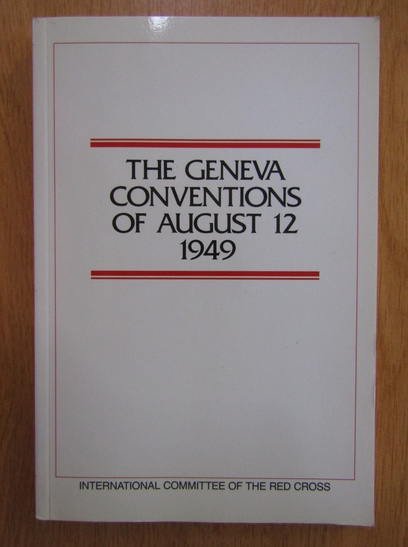 THE GENEVA
CONVENTIONS
OF AUGUST 12
1949
INTERNATIONAL COMMITTEE OF THE RED CROSS